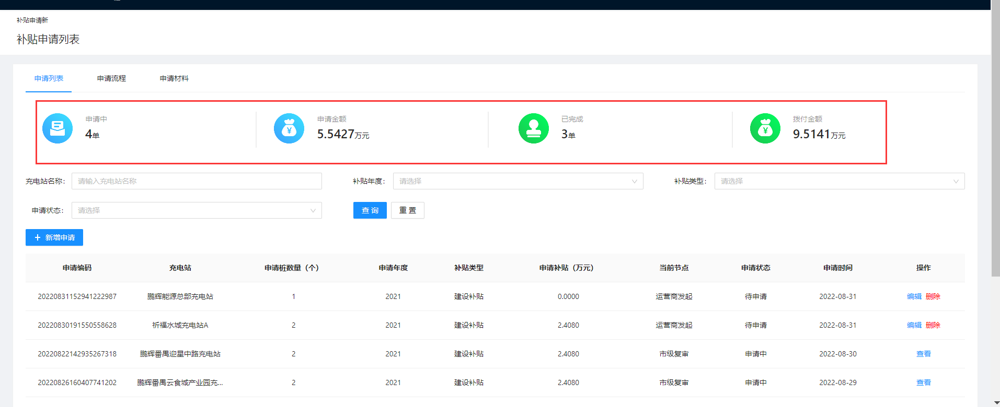 补贴申请新
补贴申请列表
申请列表 申请流程 申请材料
申请中 申请金额 已完成 拨付金额
4单 5.5427万元 3单 9.5141万元
充电站名称: 请输入充电站名称 补贴年度: 请选择 补贴类型: 请选择
申请状态: 请选择 查 询 重 置
+ 新增申请
申请编码 充电站 申请桩数量（个） 申请年度 补贴类型 申请补贴（万元） 当前节点 申请状态 申请时间 操作
20220831152941222987 鹏辉能源总部充电站 1 2021 建设补贴 0.0000 运营商发起 待申请 2022-08-31 编辑 删除
20220830191550558628 祈福水城充电站A 2 2021 建设补贴 2.4080 运营商发起 待申请 2022-08-31 编辑 删除
20220822142935267318 鹏辉番禺迎星中路充电站 2 2021 建设补贴 2.4080 市级复审 申请中 2022-08-30 查看
20220826160407741202 鹏辉番禺云食城产业园充... 2 2021 建设补贴 2.4080 市级复审 申请中 2022-08-29 查看